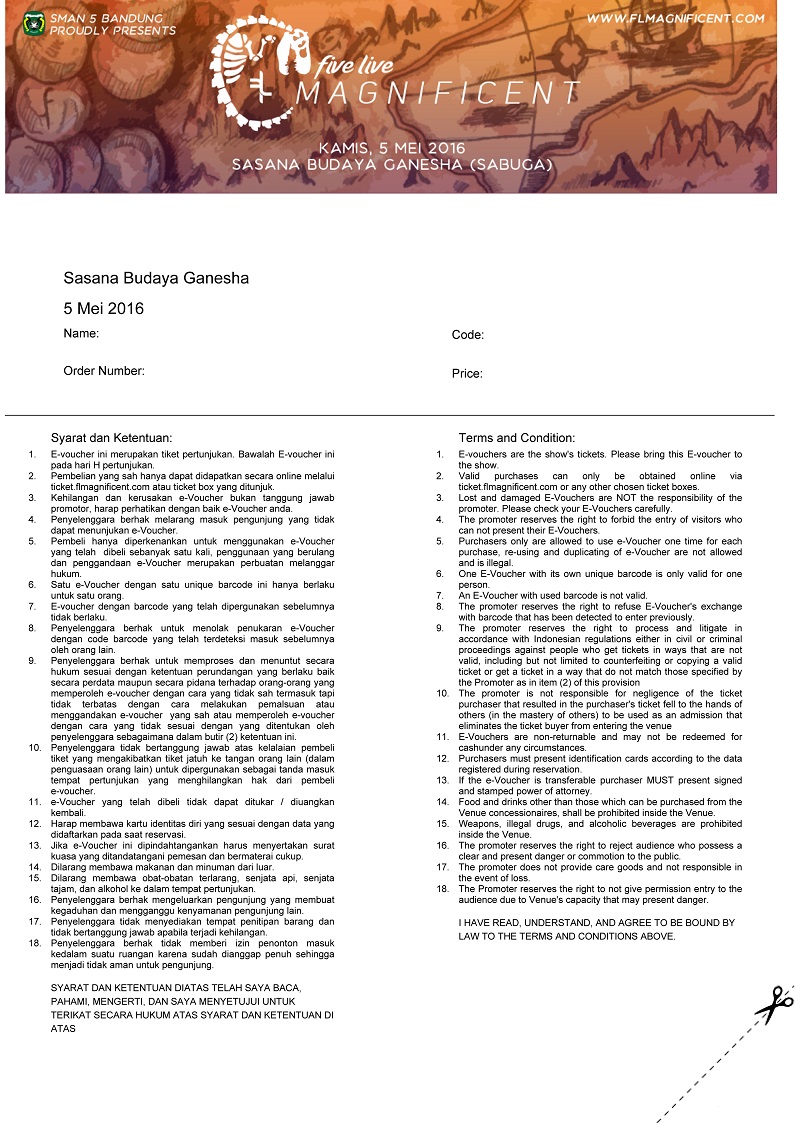 SMAN 5 BANDUNG
PROUDLY PRESENTS
WWW.FLMAGNIFICENT.COM
five live
MAGNIFICENT
KAMIS, 5 MEI 2016
SASANA BUDAYA GANESHA (SABUGA)
Sasana Budaya Ganesha
5 Mei 2016
Name:
Code:
Order Number:
Price:
Syarat dan Ketentuan:
1. E-voucher ini merupakan tiket pertunjukan. Bawalah E-voucher ini
pada hari H pertunjukan.
2. Pembelian yang sah hanya dapat didapatkan secara online melalui
ticket.flmagnificent.com atau ticket box yang ditunjuk.
3. Kehilangan dan kerusakan e-Voucher bukan tanggung jawab
promotor, harap perhatikan dengan baik e-Voucher anda.
4. Penyelenggara berhak melarang masuk pengunjung yang tidak
dapat menunjukan e-Voucher.
5. Pembeli hanya diperkenankan untuk menggunakan e-Voucher
yang telah dibeli sebanyak satu kali, penggunaan yang berulang
dan penggandaan e-Voucher merupakan perbuatan melanggar
hukum.
6. Satu e-Voucher dengan satu unique barcode ini hanya berlaku
untuk satu orang.
7. E-voucher dengan barcode yang telah dipergunakan sebelumnya
tidak berlaku.
8. Penyelenggara berhak untuk menolak penukaran e-Voucher
dengan code barcode yang telah terdeteksi masuk sebelumnya
oleh orang lain.
9. Penyelenggara berhak untuk memproses dan menuntut secara
hukum sesuai dengan ketentuan perundangan yang berlaku baik
secara perdata maupun secara pidana terhadap orang-orang yang
memperoleh e-voucher dengan cara yang tidak sah termasuk tapi
tidak terbatas dengan cara melakukan pemalsuan atau
menggandakan e-voucher yang sah atau memperoleh e-voucher
dengan cara yang tidak sesuai dengan yang ditentukan oleh
penyelenggara sebagaimana dalam butir (2) ketentuan ini.
10. Penyelenggara tidak bertanggung jawab atas kelalaian pembeli
tiket yang mengakibatkan tiket jatuh ke tangan orang lain (dalam
penguasaan orang lain) untuk dipergunakan sebagai tanda masuk
tempat pertunjukan yang menghilangkan hak dari pembeli
e-voucher.
11. e-Voucher yang telah dibeli tidak dapat ditukar / diuangkan
kembali.
12. Harap membawa kartu identitas diri yang sesuai dengan data yang
didaftarkan pada saat reservasi.
13. Jika e-Voucher ini dipindahtangankan harus menyertakan surat
kuasa yang ditandatangani pemesan dan bermaterai cukup.
14. Dilarang membawa makanan dan minuman dari luar.
15. Dilarang membawa obat-obatan terlarang, senjata api, senjata
tajam, dan alkohol ke dalam tempat pertunjukan.
16. Penyelenggara berhak mengeluarkan pengunjung yang membuat
kegaduhan dan mengganggu kenyamanan pengunjung lain.
17. Penyelenggara tidak menyediakan tempat penitipan barang dan
tidak bertanggung jawab apabila terjadi kehilangan.
18. Penyelenggara berhak tidak memberi izin penonton masuk
kedalam suatu ruangan karena sudah dianggap penuh sehingga
menjadi tidak aman untuk pengunjung.
SYARAT DAN KETENTUAN DIATAS TELAH SAYA BACA,
PAHAMI, MENGERTI, DAN SAYA MENYETUJUI UNTUK
TERIKAT SECARA HUKUM ATAS SYARAT DAN KETENTUAN DI
ATAS
Terms and Condition:
1. E-vouchers are the show's tickets. Please bring this E-voucher to
the show.
2. Valid purchases can only be obtained online via
ticket.flmagnificent.com or any other chosen ticket boxes.
3. Lost and damaged E-Vouchers are NOT the responsibility of the
promoter. Please check your E-Vouchers carefully.
4. The promoter reserves the right to forbid the entry of visitors who
can not present their E-Vouchers.
5. Purchasers only are allowed to use e-Voucher one time for each
purchase, re-using and duplicating of e-Voucher are not allowed
and is illegal.
6. One E-Voucher with its own unique barcode is only valid for one
person.
7. An E-Voucher with used barcode is not valid.
8. The promoter reserves the right to refuse E-Voucher's exchange
with barcode that has been detected to enter previously.
9. The promoter reserves the right to process and litigate in
accordance with Indonesian regulations either in civil or criminal
proceedings against people who get tickets in ways that are not
valid, including but not limited to counterfeiting or copying a valid
ticket or get a ticket in a way that do not match those specified by
the Promoter as in item (2) of this provision
10. The promoter is not responsible for negligence of the ticket
purchaser that resulted in the purchaser's ticket fell to the hands of
others (in the mastery of others) to be used as an admission that
eliminates the ticket buyer from entering the venue
11. E-Vouchers are non-returnable and may not be redeemed for
cashunder any circumstances.
12. Purchasers must present identification cards according to the data
registered during reservation.
13. If the e-Voucher is transferable purchaser MUST present signed
and stamped power of attorney.
14. Food and drinks other than those which can be purchased from the
Venue concessionaires, shall be prohibited inside the Venue.
15. Weapons, illegal drugs, and alcoholic beverages are prohibited
inside the Venue.
16. The promoter reserves the right to reject audience who possess a
clear and present danger or commotion to the public.
17. The promoter does not provide care goods and not responsible in
the event of loss.
18. The Promoter reserves the right to not give permission entry to the
audience due to Venue's capacity that may present danger.
I HAVE READ, UNDERSTAND, AND AGREE TO BE BOUND BY
LAW TO THE TERMS AND CONDITIONS ABOVE.